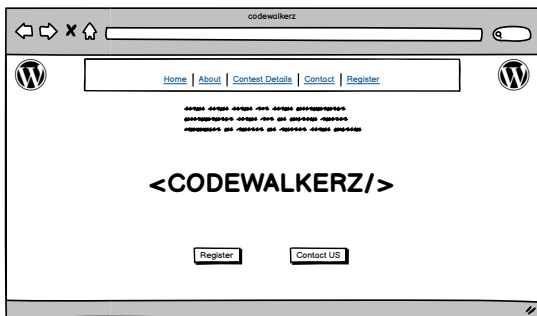 codewalkerz
Home | About | Contest Details | Contact | Register
<CODEWALKERZ/>
Register Contact US